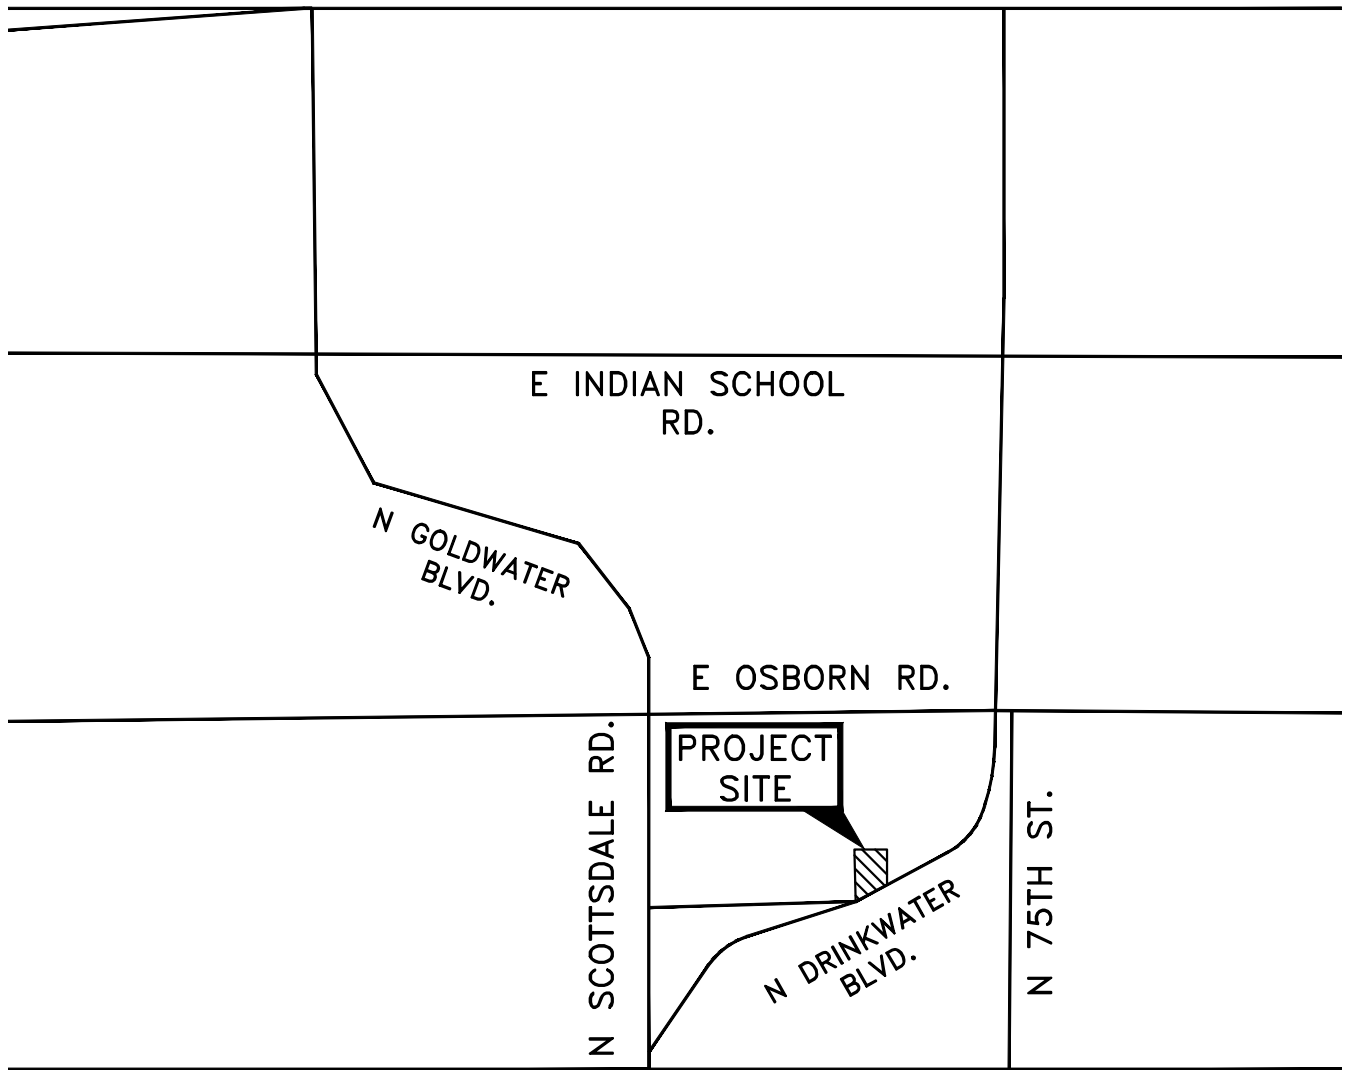 E INDIAN SCHOOL
RD.
N GOLDWATER
BLVD.
E OSBORN RD.
PROJECT
SITE
N SCOTTSDALE RD.
N 75TH ST.
N DRINKWATER
BLVD.